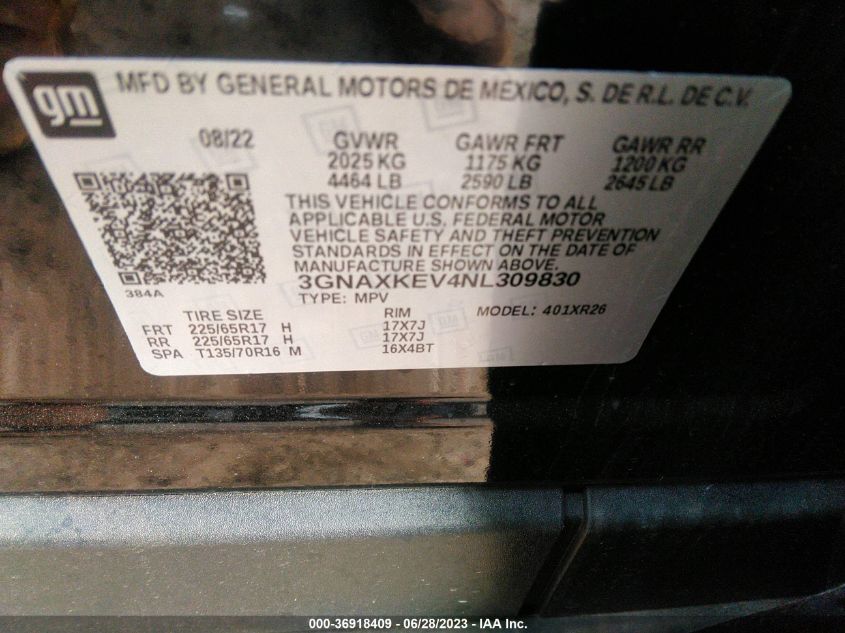 gm
MFD BY GENERAL MOTORS DE MEXICO, S. DE R.L. DE C.V.
08/22 GVWR GAWR FRT GAWR RR
2025 KG 1175 KG 1200 KG
4464 LB 2590 LB 2645 LB
THIS VEHICLE CONFORMS TO ALL
APPLICABLE U.S. FEDERAL MOTOR
VEHICLE SAFETY AND THEFT PREVENTION
STANDARDS IN EFFECT ON THE DATE OF
MANUFACTURE SHOWN ABOVE.
384A
3GNAXKEV4NL309830
TYPE: MPV MODEL: 401XR26
TIRE SIZE RIM
FRT 225/65R17 H 17X7J
RR 225/65R17 H 17X7J
SPA T135/70R16 M 16X4BT
000-36918409 - 06/28/2023 - IAA Inc.